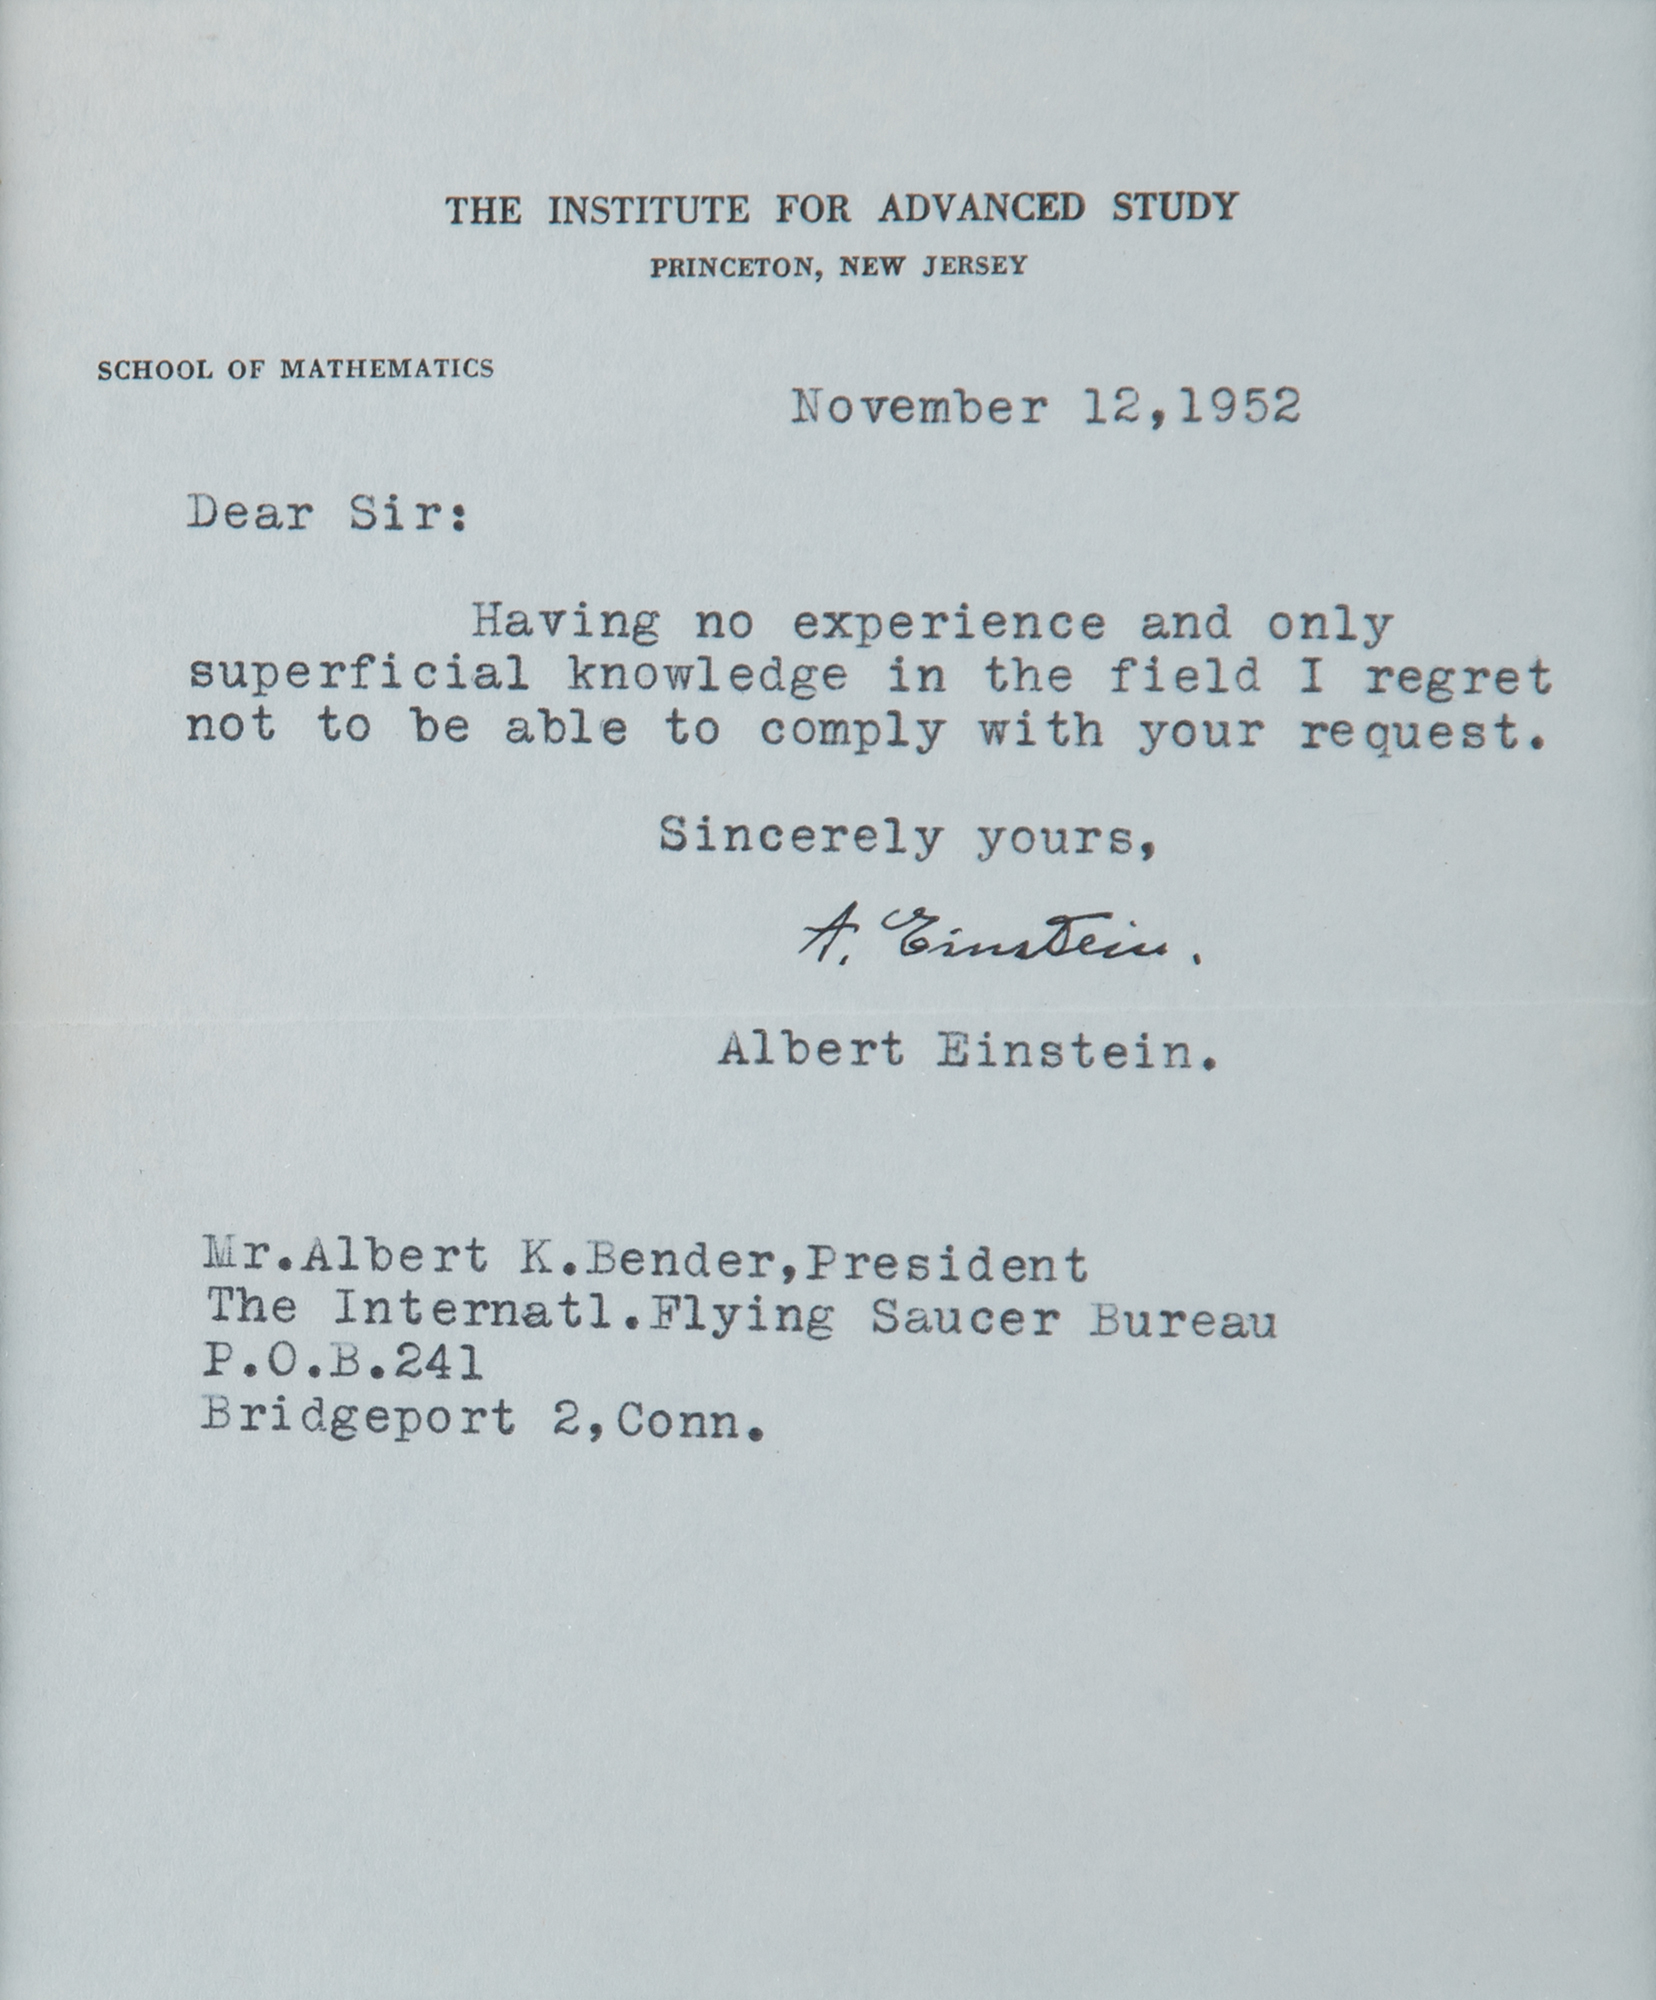 THE INSTITUTE FOR ADVANCED STUDY
PRINCETON, NEW JERSEY
SCHOOL OF MATHEMATICS
November 12,1952
Dear Sir:
Having no experience and only
superficial knowledge in the field I regret
not to be able to comply with your request.
Sincerely yours,
A. Einstein.
Albert Einstein.
Mr.Albert K.Bender,President
The Internatl.Flying Saucer Bureau
P.O.B.241
Bridgeport 2,Conn.